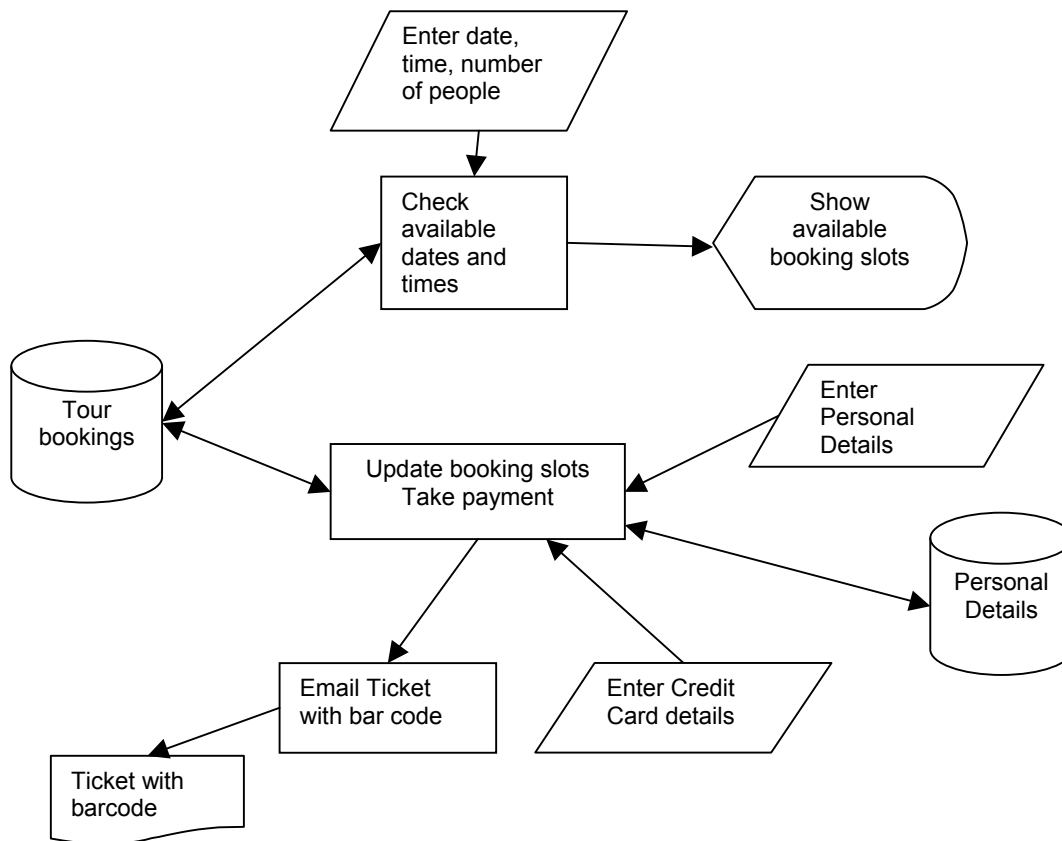 Enter date,
time, number
of people
Check
available
dates and
times
Show
available
booking slots
Tour
bookings
Enter
Personal
Details
Update booking slots
Take payment
Personal
Details
Email Ticket
with bar code
Enter Credit
Card details
Ticket with
barcode